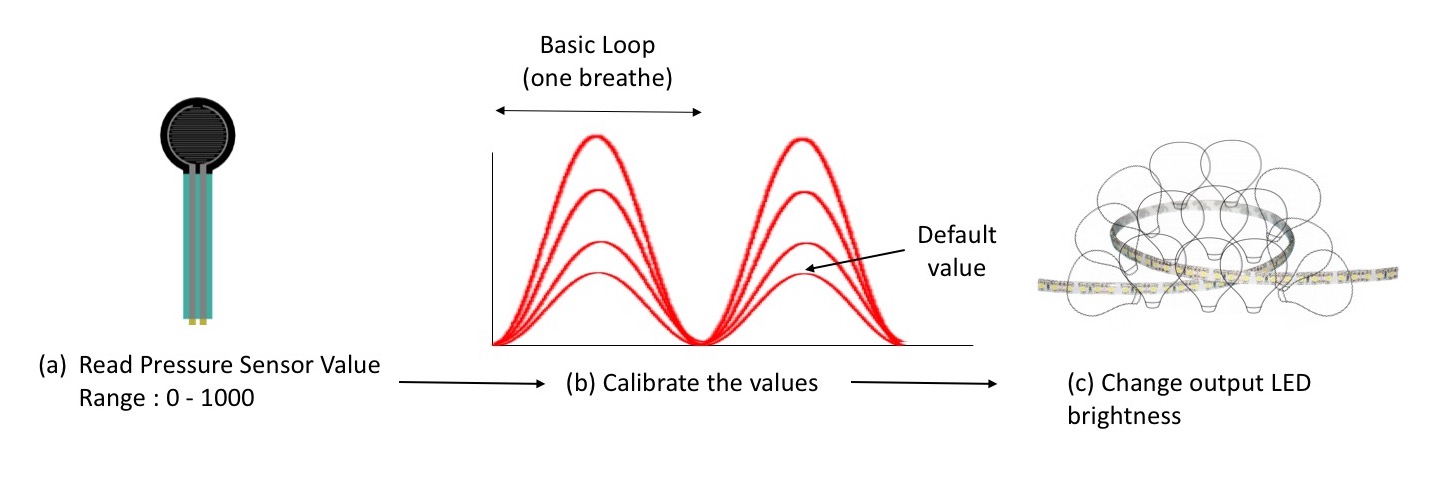 Basic Loop
(one breathe)
Default
value
(a) Read Pressure Sensor Value
Range : 0 - 1000
(b) Calibrate the values
(c) Change output LED
brightness